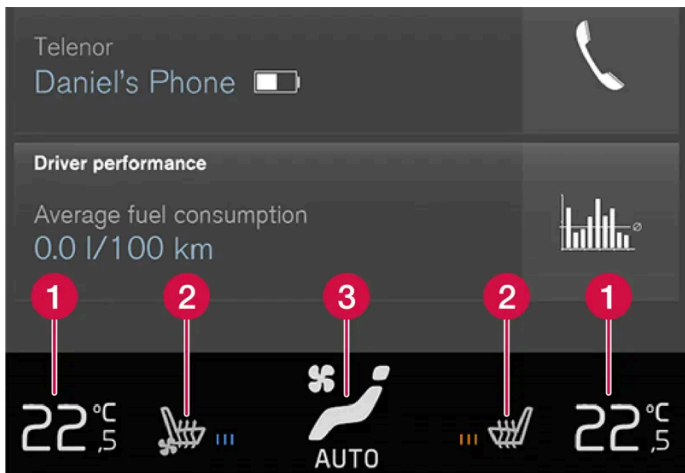 Telenor
Daniel's Phone
Driver performance
Average fuel consumption
0.0 l/100 km
1
2
3
2
1
22,5 °C
22,5 °C
AUTO